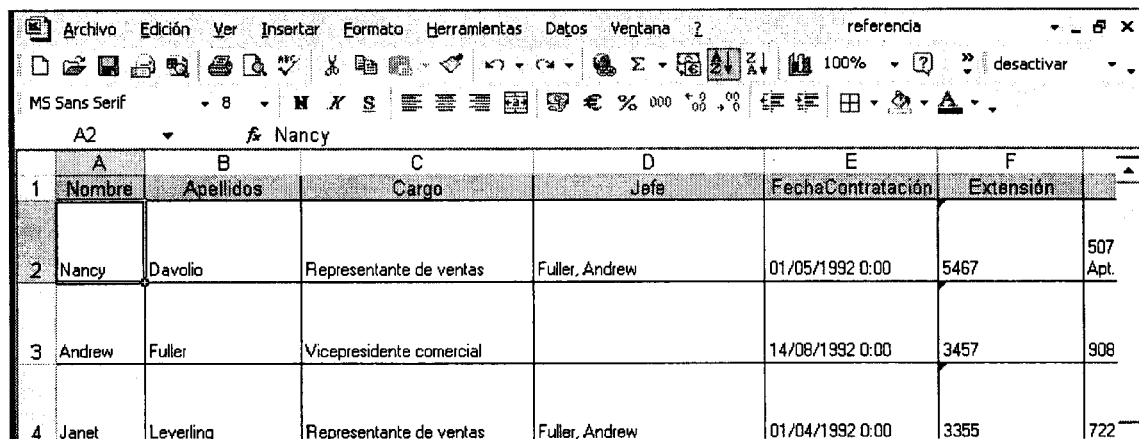 Archivo Edición Ver Insertar Formato Herramientas Datos Ventana ? referencia
100% desactivar
MS Sans Serif 8 N K S € % 000
A2 fx Nancy
A B C D E F
1 Nombre Apellidos Cargo Jefe FechaContratación Extensión
507
2 Nancy Davolio Representante de ventas Fuller, Andrew 01/05/1992 0:00 5467 Apt.
3 Andrew Fuller Vicepresidente comercial 14/08/1992 0:00 3457 908
4 Janet Leverling Representante de ventas Fuller, Andrew 01/04/1992 0:00 3355 722